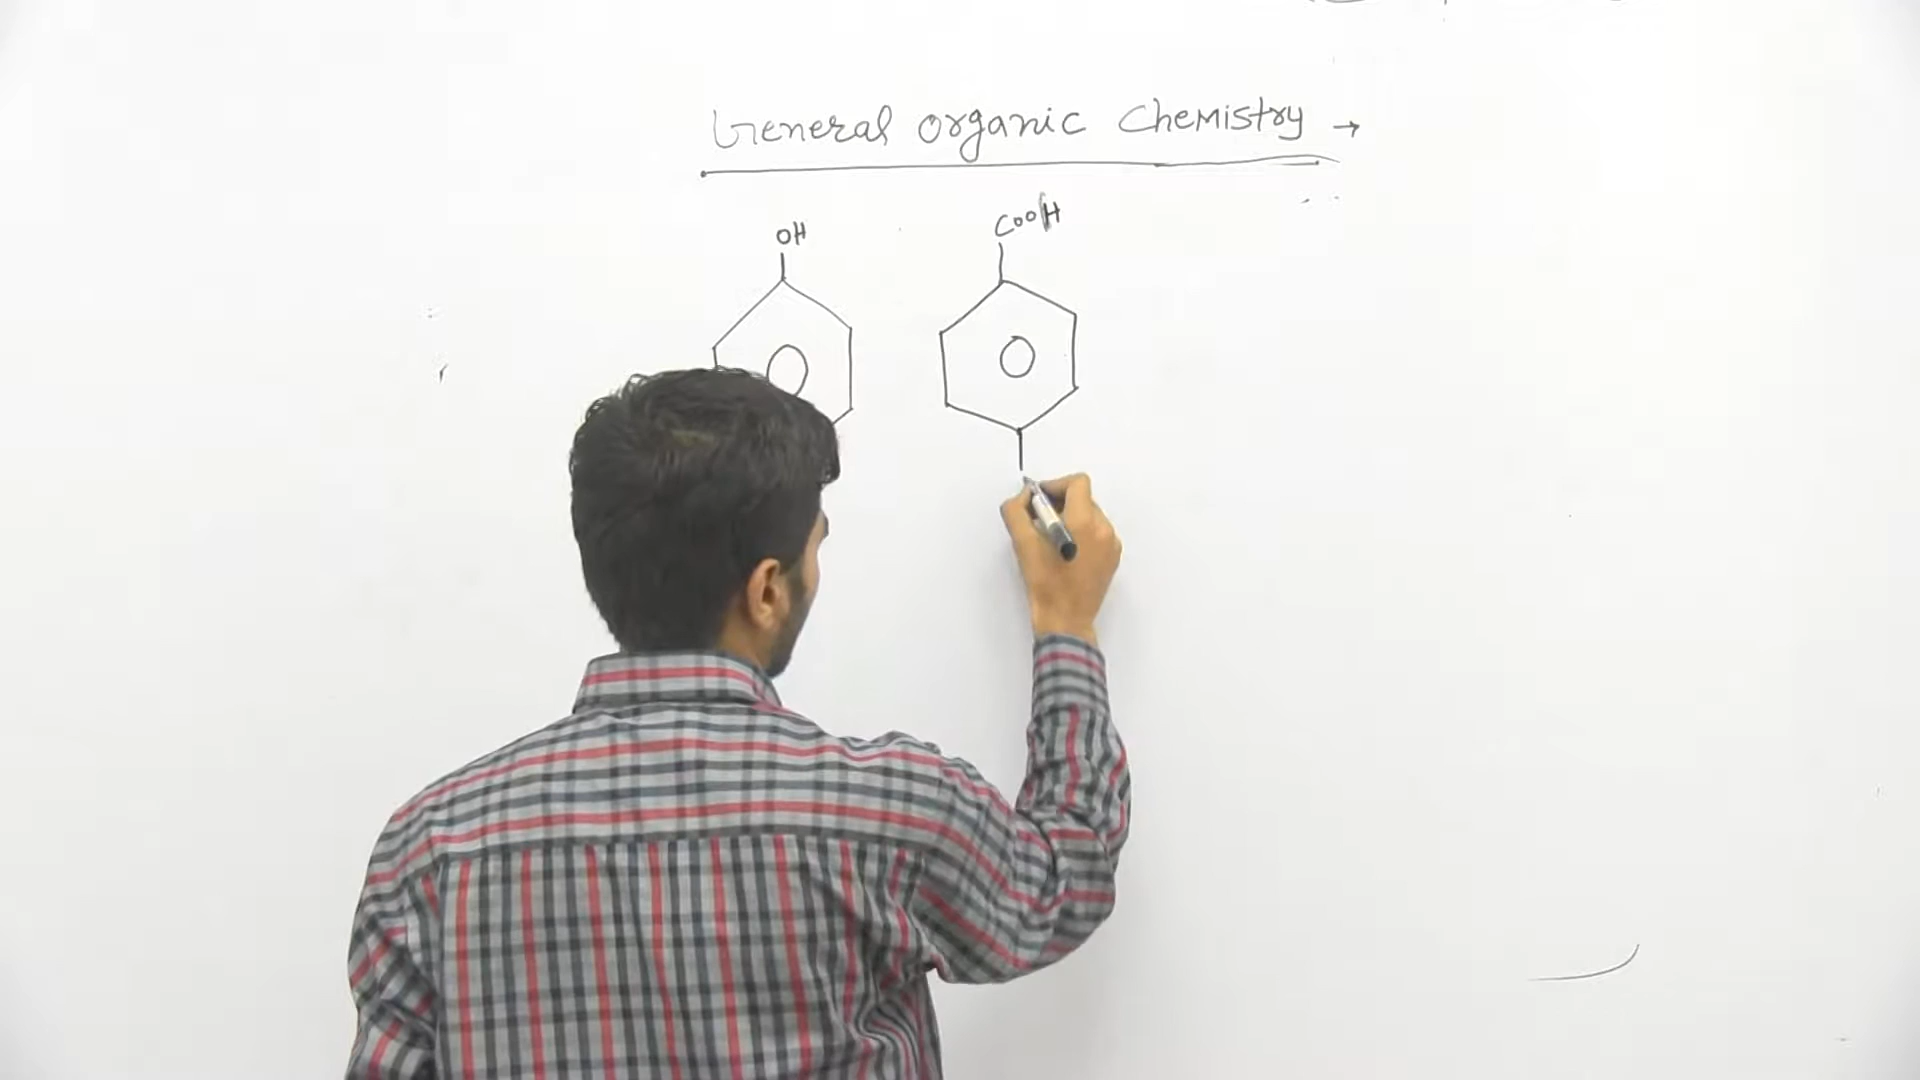 General organic Chemistry →
OH
COOH